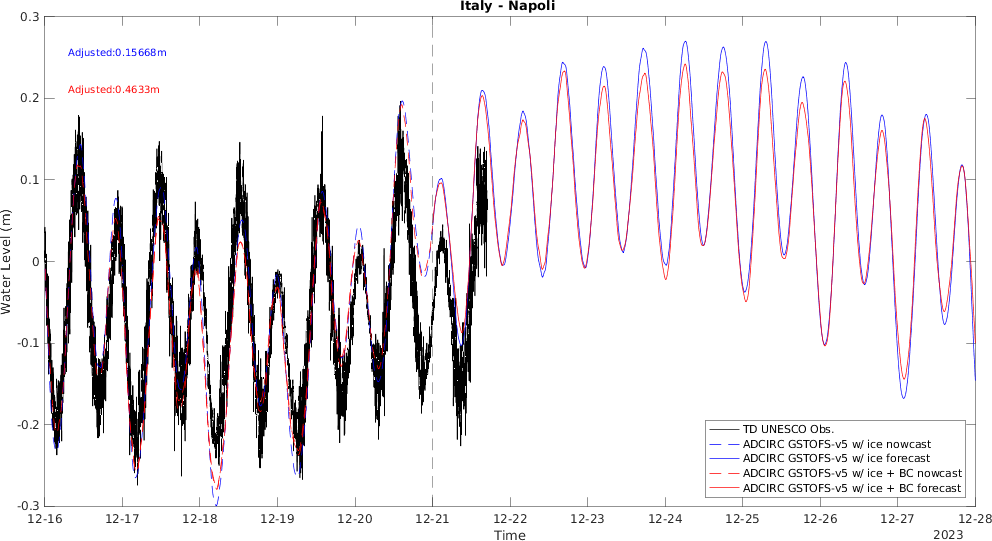 Italy - Napoli
0.3
Adjusted:0.15668m
Adjusted:0.4633m
0.2
0.1
0
-0.1
-0.2
-0.3
Water Level (m)
TD UNESCO Obs.
ADCIRC GSTOFS-v5 w/ ice nowcast
ADCIRC GSTOFS-v5 w/ ice forecast
ADCIRC GSTOFS-v5 w/ ice + BC nowcast
ADCIRC GSTOFS-v5 w/ ice + BC forecast
12-16 12-17 12-18 12-19 12-20 12-21 12-22 12-23 12-24 12-25 12-26 12-27 12-28
Time
2023